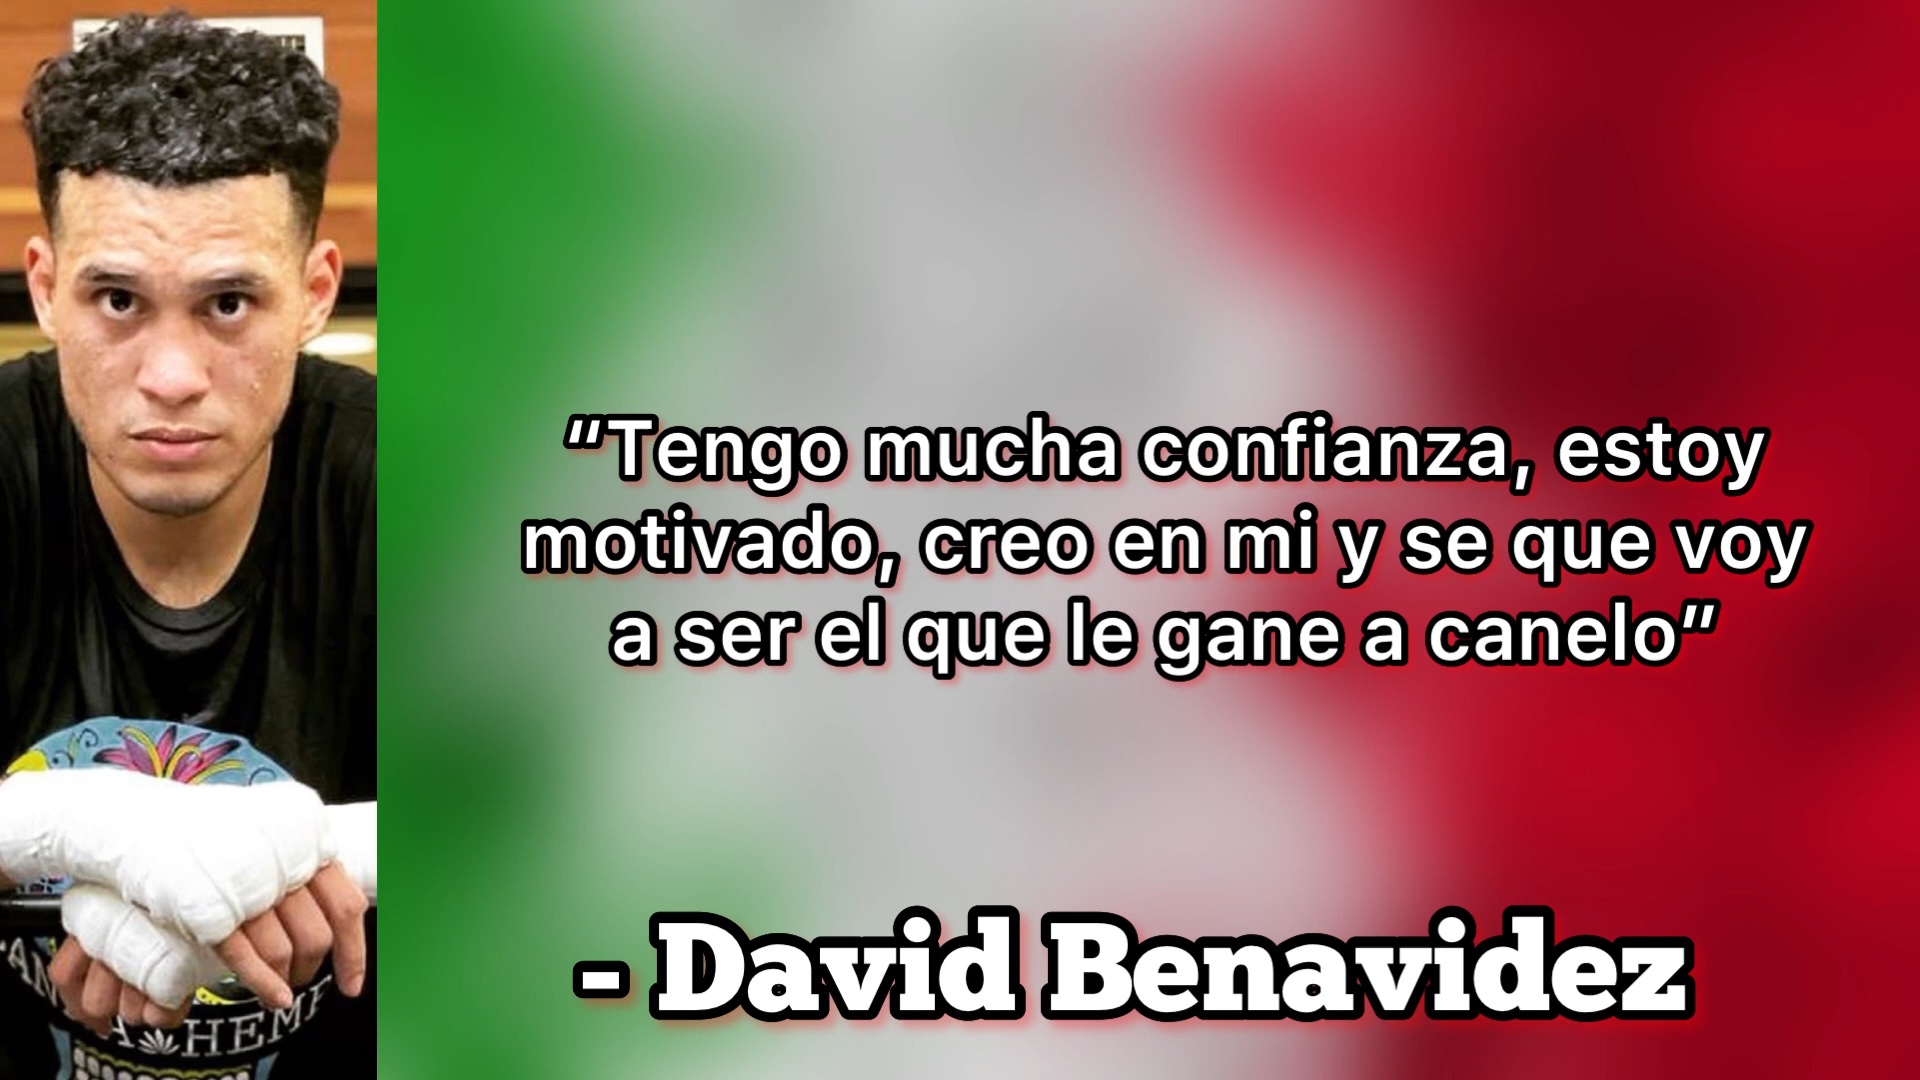 “Tengo mucha confianza, estoy
motivado, creo en mi y se que voy
a ser el que le gane a canelo”
- David Benavidez
HEMP